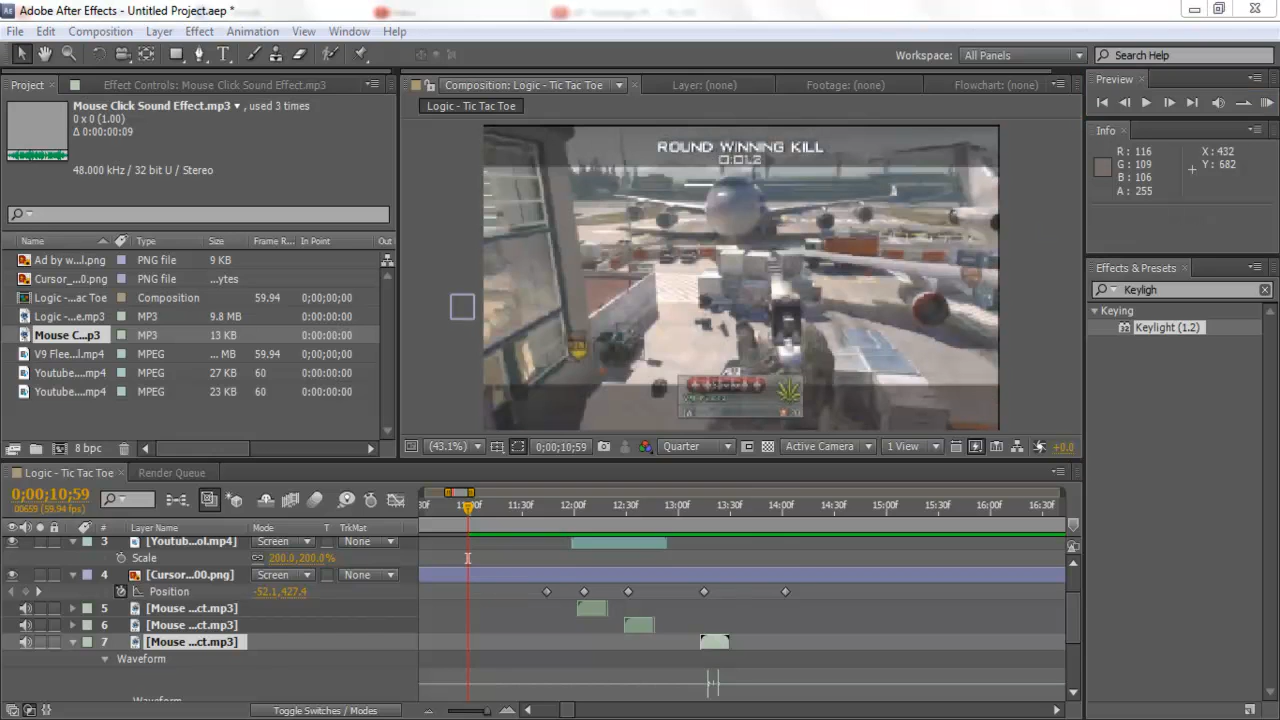 Adobe After Effects - Untitled Project.aep *
File Edit Composition Layer Effect Animation View Window Help
Workspace: All Panels Search Help
Project Effect Controls: Mouse Click Sound Effect.mp3 Composition: Logic - Tic Tac Toe Layer: (none) Footage: (none) Flowchart: (none) Preview
Mouse Click Sound Effect.mp3 , used 3 times
0 x 0 (1.00)
Δ 0:00:00:09
48.000 kHz / 32 bit U / Stereo
Logic - Tic Tac Toe
ROUND WINNING KILL
0:01.2
Info
R : 116 X : 432
G : 109 Y : 682
B : 106
A : 255
Name Type Size Frame R... In Point Out
Ad by w...l.png PNG file 9 KB
Cursor_...0.png PNG file ...ytes
Logic -...ac Toe Composition 59.94 0;00;00;00
Logic -...e.mp3 MP3 9.8 MB 0:00:00:00
Mouse C...p3 MP3 13 KB 0:00:00:00
V9 Flee...l.mp4 MPEG ... MB 59.94 0;00;00;00
Youtube....mp4 MPEG 27 KB 60 0:00:00:00
Youtube....mp4 MPEG 23 KB 60 0:00:00:00
8 bpc
Effects & Presets
Keyligh
Keying
Keylight (1.2)
(43.1%) 0;00;10;59 Quarter Active Camera 1 View +0.0
Logic - Tic Tac Toe Render Queue
0;00;10;59
00659 (59.94 fps)
11:30f 12:00f 12:30f 13:00f 13:30f 14:00f 14:30f 15:00f 15:30f 16:00f 16:30f
# Layer Name Mode T TrkMat
3 [Youtub...ol.mp4] Screen None
Scale 200.0,200.0%
4 [Cursor...00.png] Screen None
Position -52.1,427.4
5 [Mouse ...ct.mp3]
6 [Mouse ...ct.mp3]
7 [Mouse ...ct.mp3]
Waveform
Toggle Switches / Modes